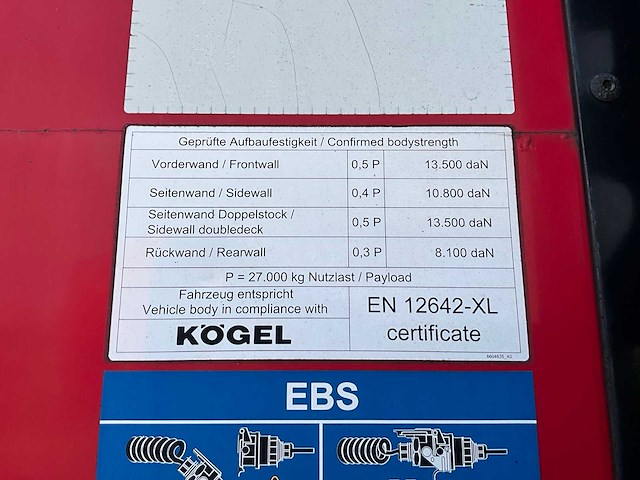 Geprüfte Aufbaufestigkeit / Confirmed bodystrength
Vorderwand / Frontwall 0,5 P 13.500 daN
Seitenwand / Sidewall 0,4 P 10.800 daN
Seitenwand Doppelstock /
Sidewall doubledeck 0,5 P 13.500 daN
Rückwand / Rearwall 0,3 P 8.100 daN
P = 27.000 kg Nutzlast / Payload
Fahrzeug entspricht
Vehicle body in compliance with
KÖGEL
EN 12642-XL
certificate
EBS